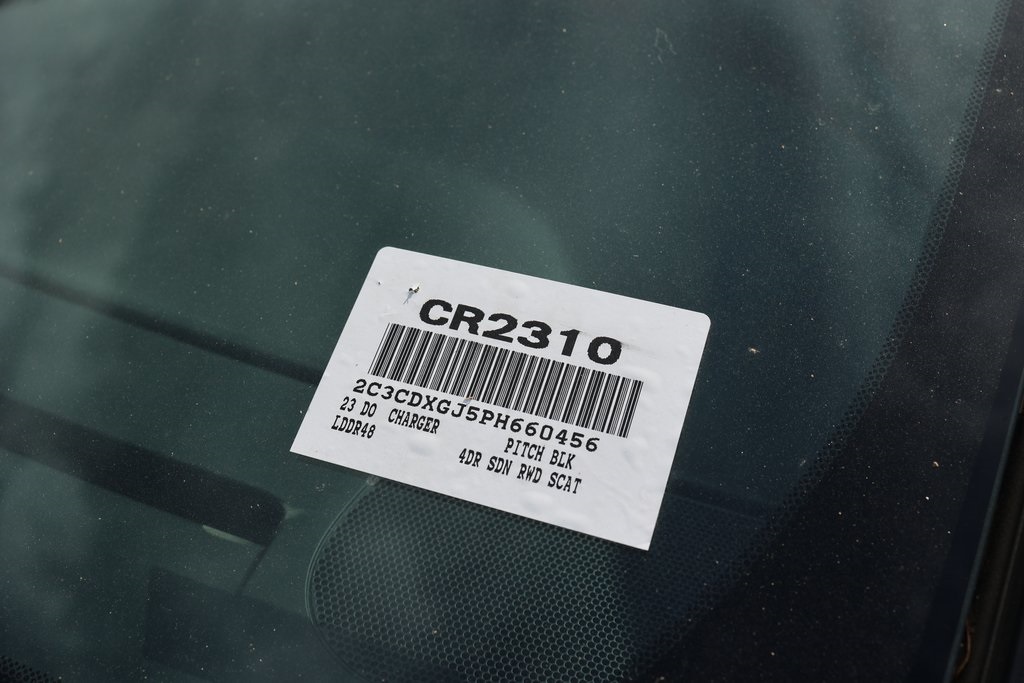 CR2310
2C3CDXGJ5PH660456
23 DO CHARGER PITCH BLK
LDDR48 4DR SDN RWD SCAT